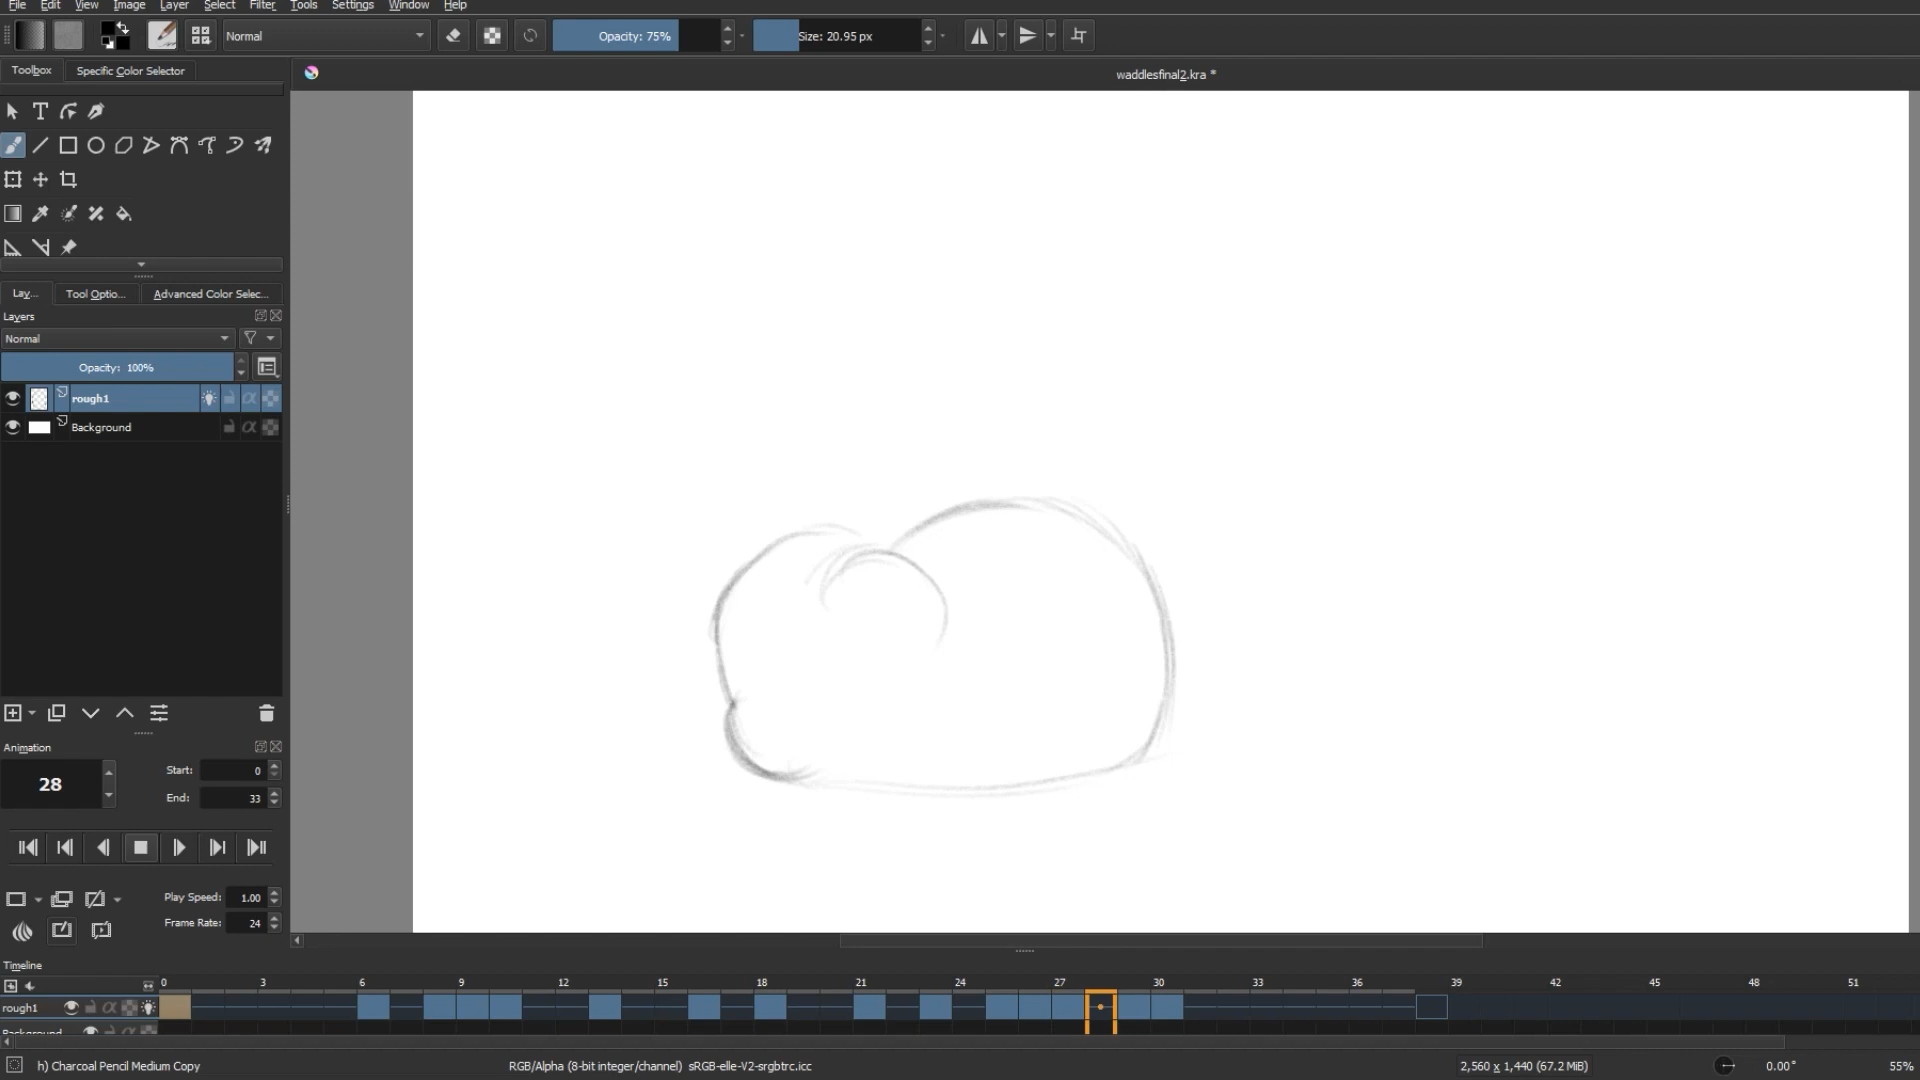 File Edit View Image Layer Select Filter Tools Settings Window Help
Normal Opacity: 75% Size: 20.95 px
Toolbox Specific Color Selector
waddlesfinal2.kra *
Lay... Tool Optio... Advanced Color Selec...
Layers
Normal
Opacity: 100%
rough1
Background
Animation
28
Start: 0
End: 33
Play Speed: 1.00
Frame Rate: 24
Timeline
0 3 6 9 12 15 18 21 24 27 30 33 36 39 42 45 48 51
rough1
Background
h) Charcoal Pencil Medium Copy
RGB/Alpha (8-bit integer/channel) sRGB-elle-V2-srgbtrc.icc
2,560 x 1,440 (67.2 MiB)
0.00°
55%